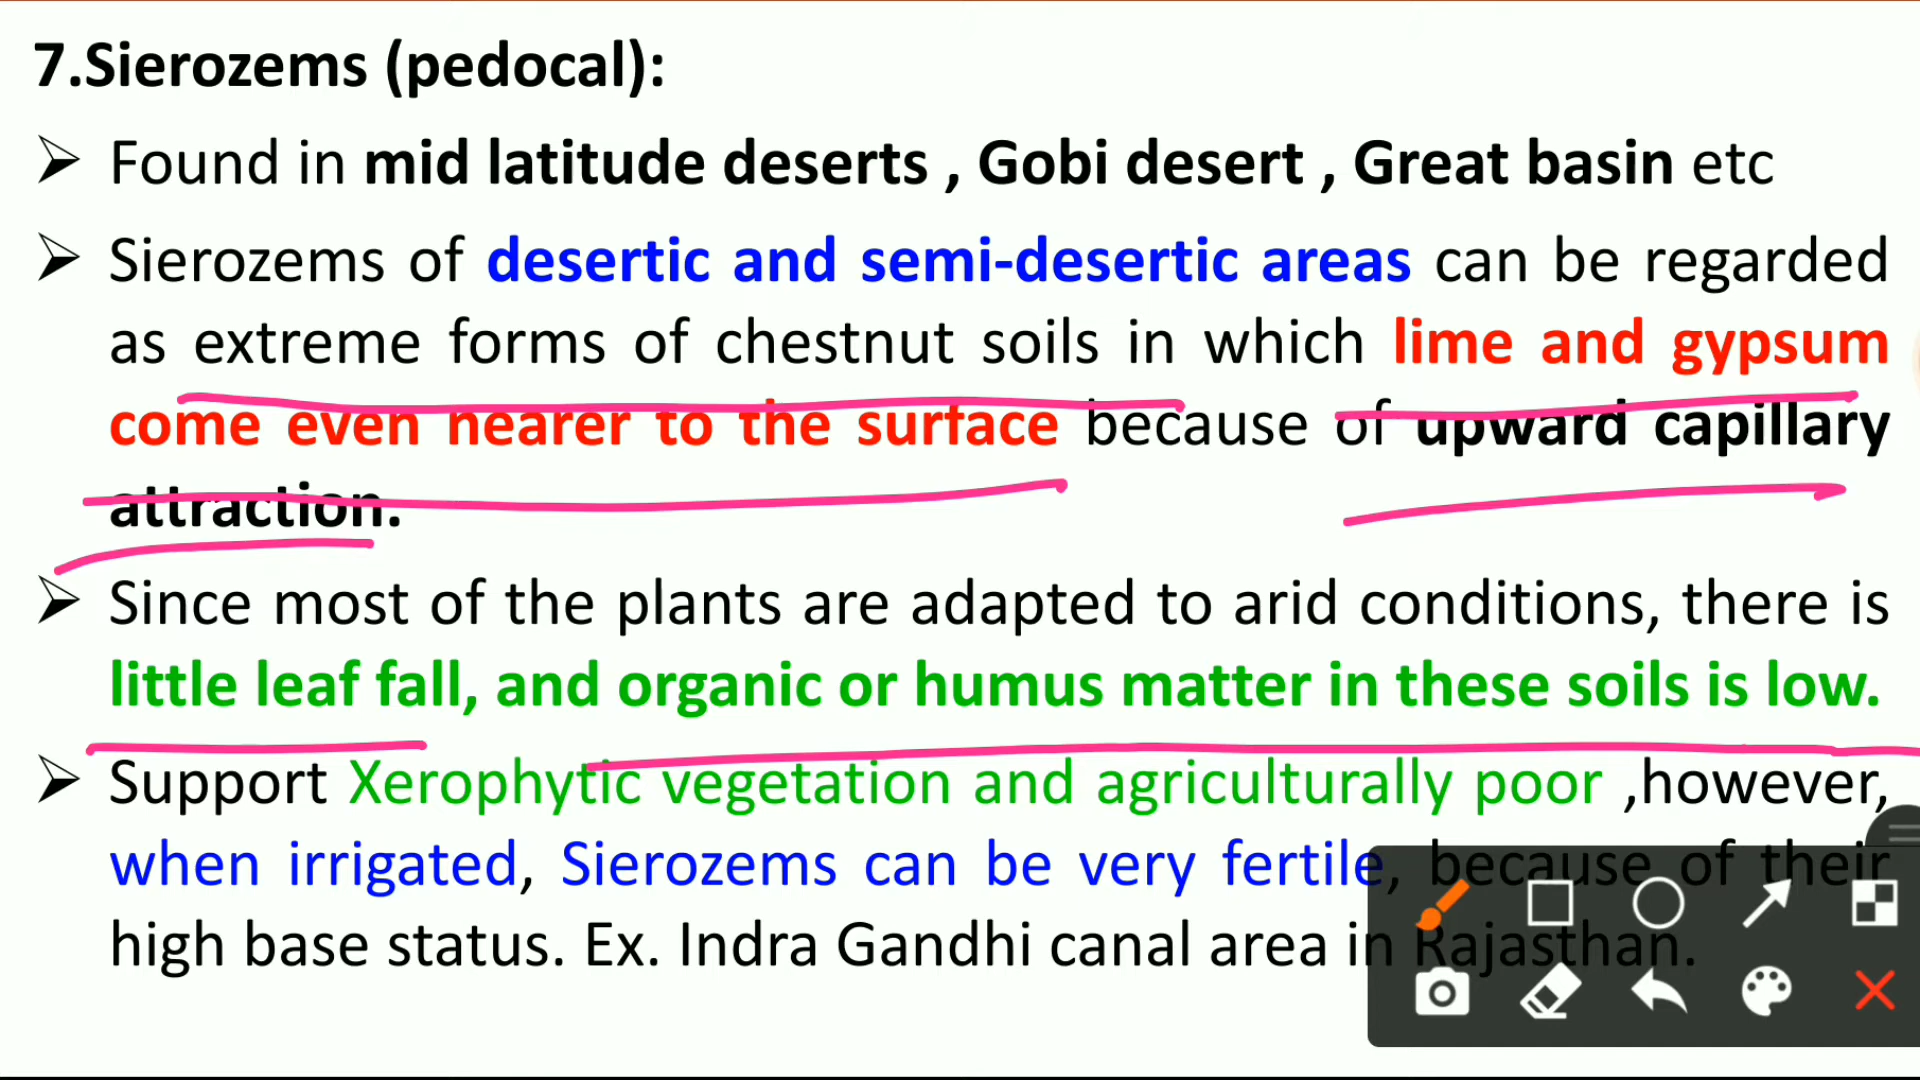 7.Sierozems (pedocal):
➢ Found in mid latitude deserts , Gobi desert , Great basin etc
➢ Sierozems of desertic and semi-desertic areas can be regarded
as extreme forms of chestnut soils in which lime and gypsum
come even nearer to the surface because of upward capillary
attraction.
➢ Since most of the plants are adapted to arid conditions, there is
little leaf fall, and organic or humus matter in these soils is low.
➢ Support Xerophytic vegetation and agriculturally poor ,however,
when irrigated, Sierozems can be very fertile, because of their
high base status. Ex. Indra Gandhi canal area in Rajasthan.